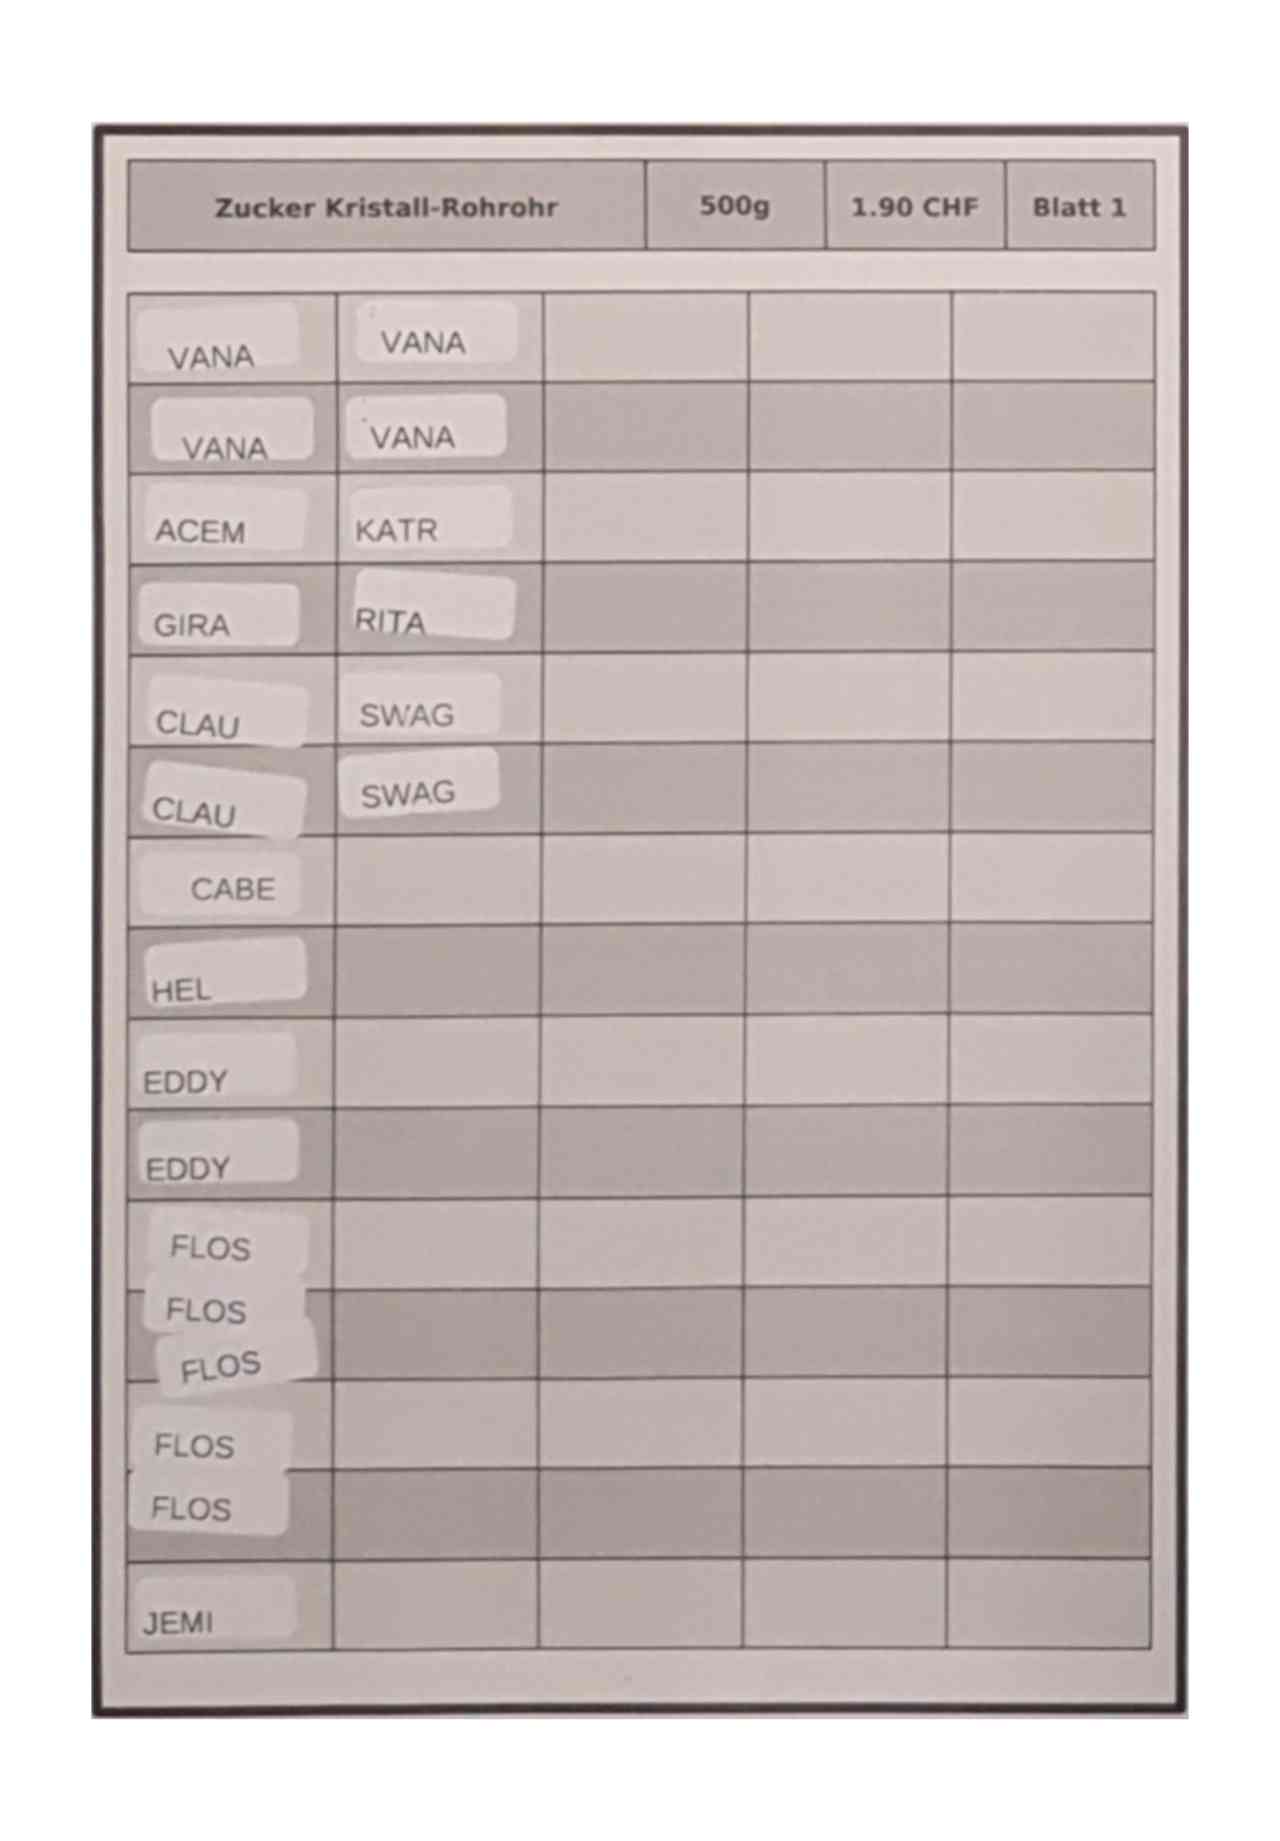 Zucker Kristall-Rohrohr 500g 1.90 CHF Blatt 1
VANA VANA
VANA VANA
ACEM KATR
GIRA RITA
CLAU SWAG
CLAU SWAG
CABE
HEL
EDDY
EDDY
FLOS
FLOS
FLOS
FLOS
FLOS
JEMI